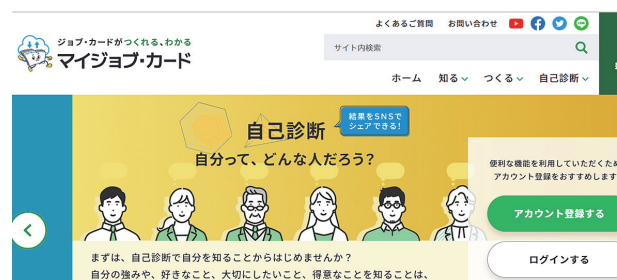 よくあるご質問 お問い合わせ
ジョブ・カードがつくれる、わかる
マイジョブ・カード
サイト内検索
ホーム 知る つくる 自己診断
自己診断
結果をSNSで
シェアできる!
自分って、どんな人だろう?
便利な機能を利用していただくため
アカウント登録をおすすめします
アカウント登録する
ログインする
まずは、自己診断で自分を知ることからはじめませんか?
自分の強みや、好きなこと、大切にしたいこと、得意なことを知ることは、